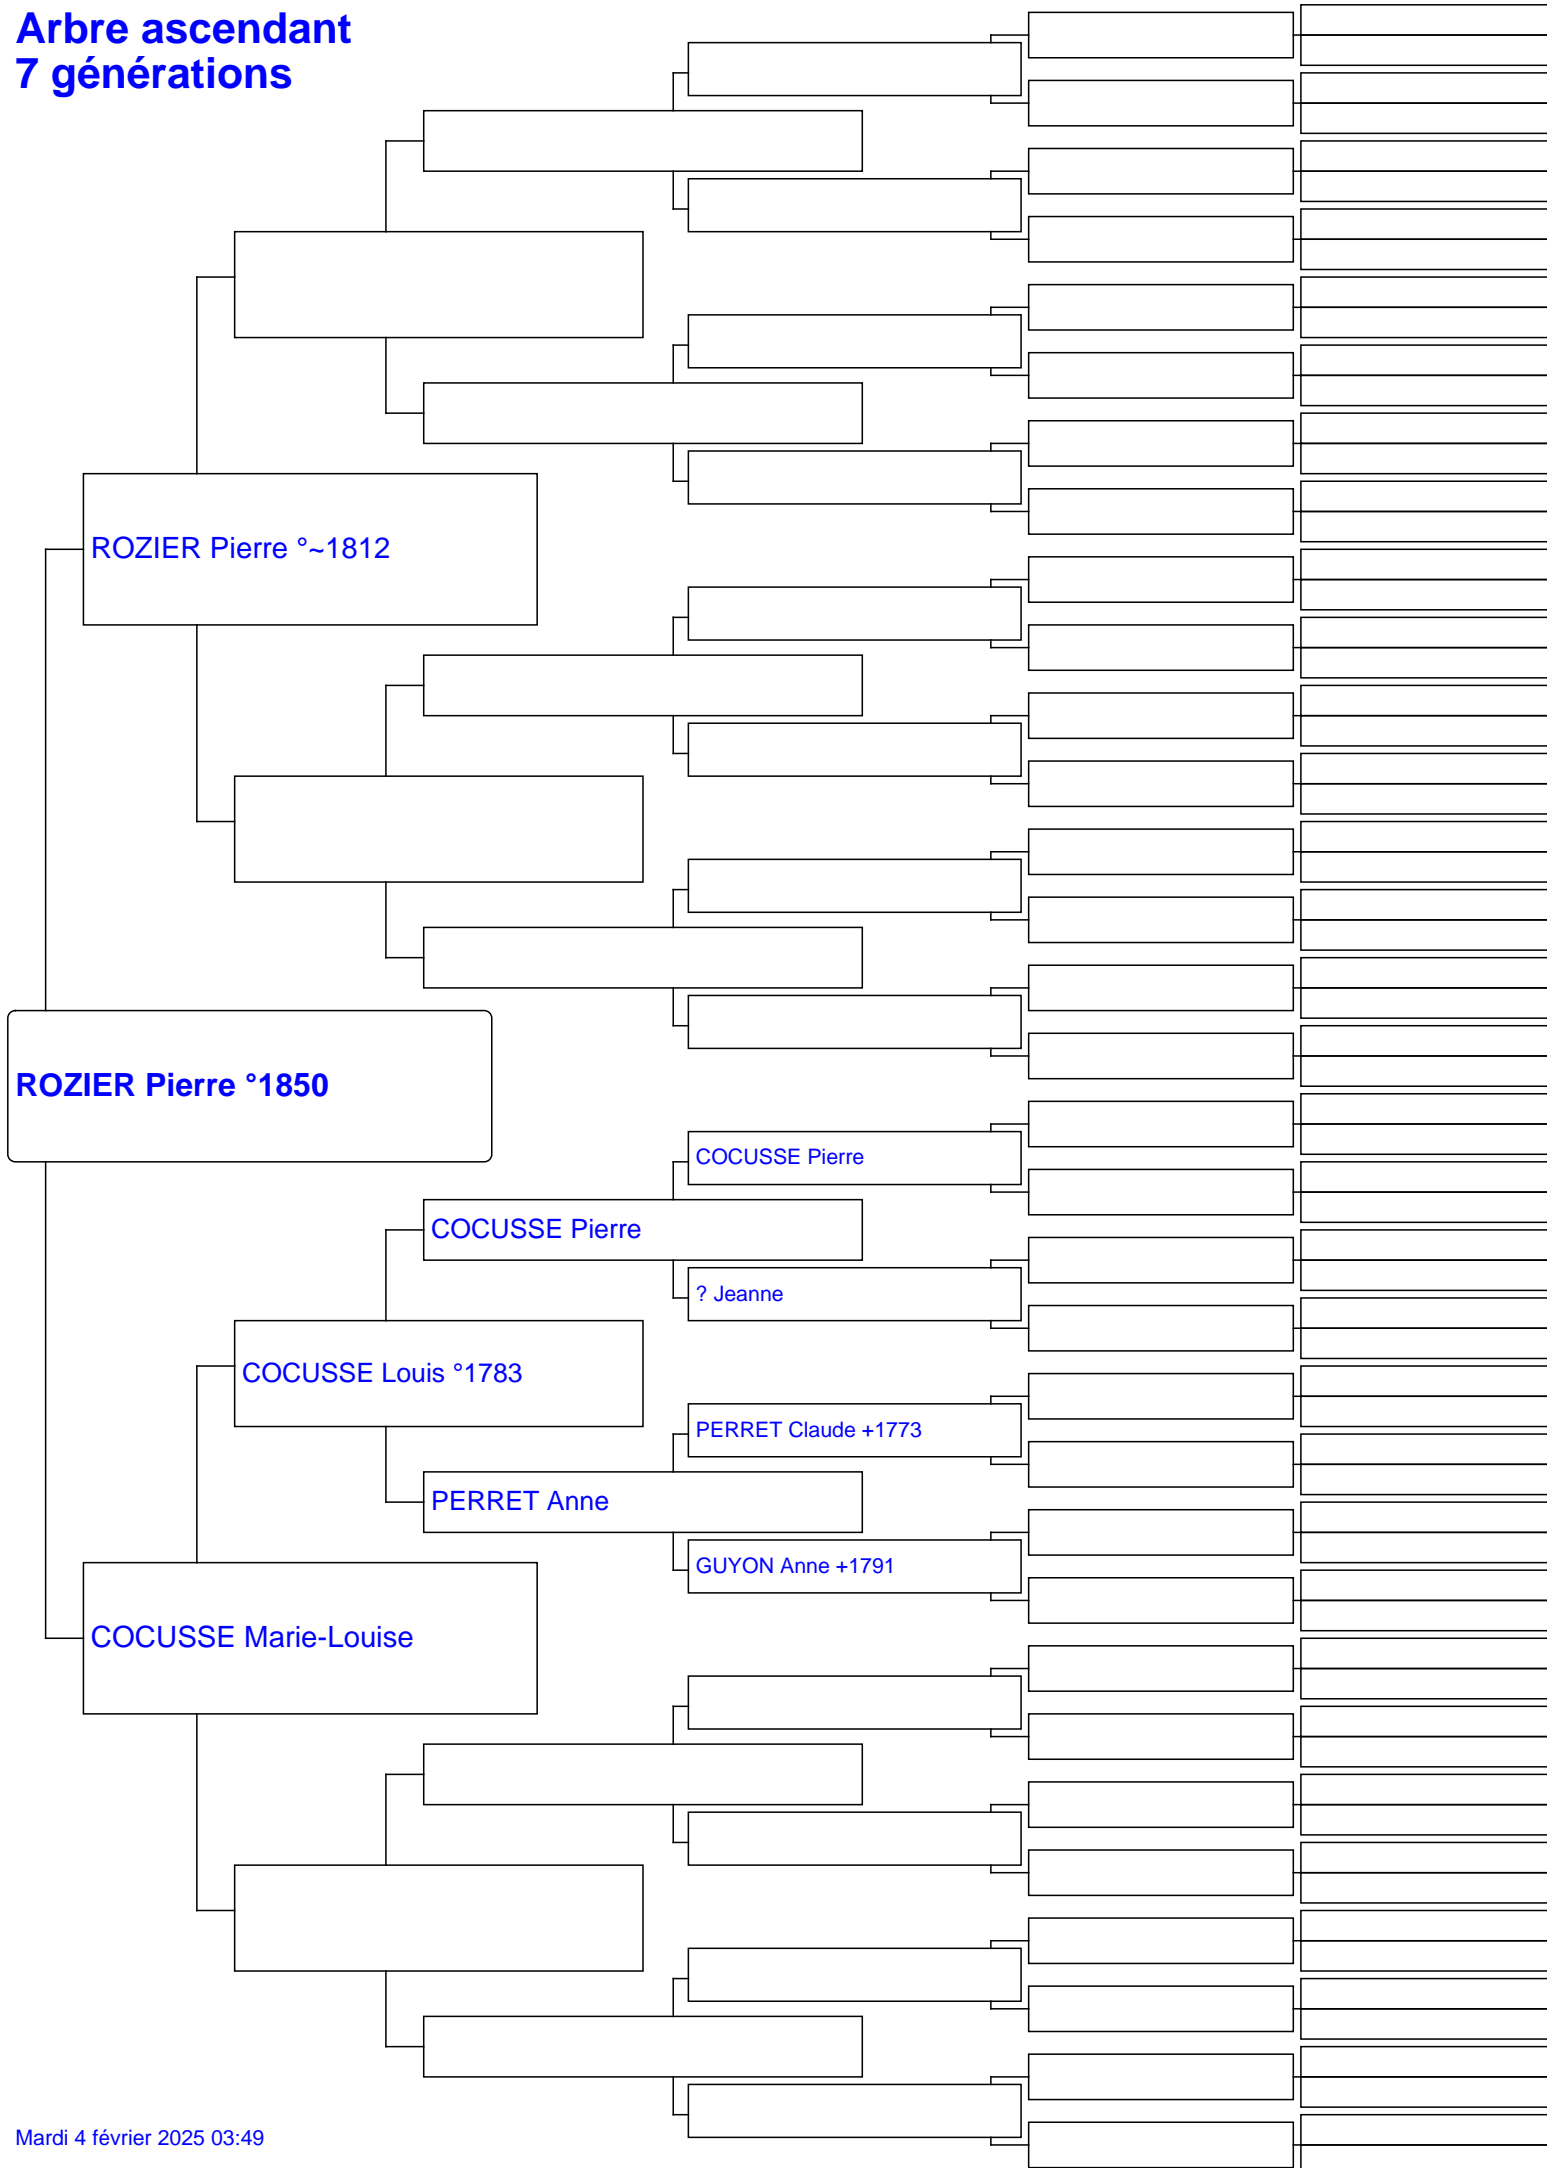 Arbre ascendant
7 générations
ROZIER Pierre °~1812
ROZIER Pierre °1850
COCUSSE Pierre
COCUSSE Pierre
? Jeanne
COCUSSE Louis °1783
PERRET Claude +1773
PERRET Anne
GUYON Anne +1791
COCUSSE Marie-Louise
Mardi 4 février 2025 03:49